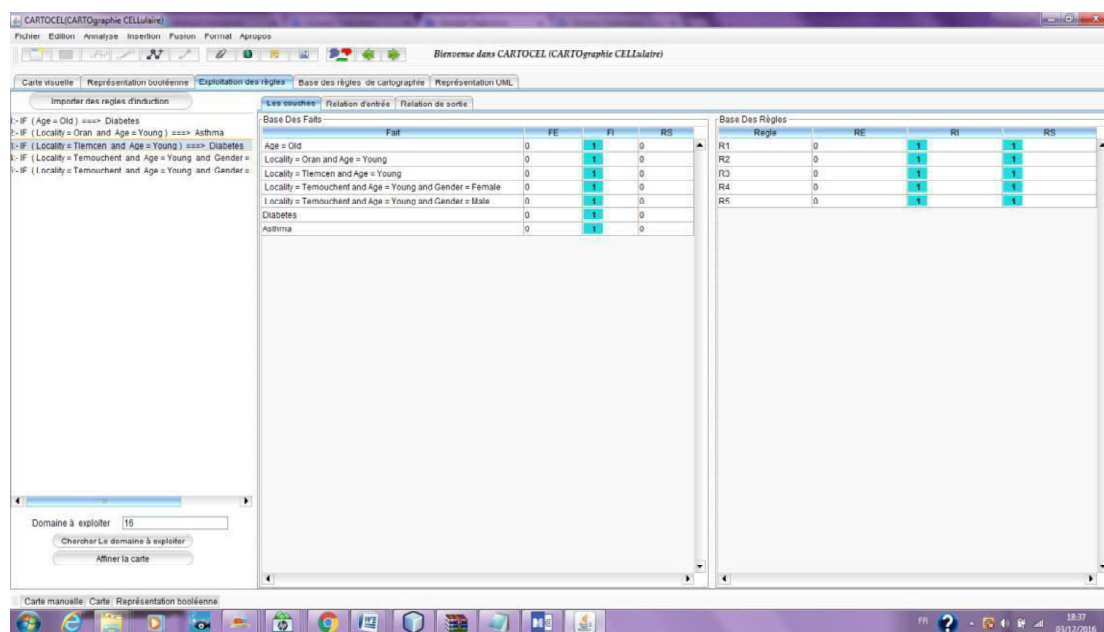 CARTOCEL(CARTOgraphie CELLulaire)
Fichier Edition Annalyse Insertion Fusion Format Apropos
Bienvenue dans CARTOCEL (CARTOgraphie CELLulaire)
Carte visuelle Représentation booléenne Exploitation des règles Base des règles de cartographie Représentation UML
Importer des regles d'induction
Les couches Relation d'entrée Relation de sortie
Base Des Faits Base Des Règles
Fait FE FI RS Regle RE RI RS
:- IF ( Age = Old ) ===> Diabetes
:- IF ( Locality = Oran and Age = Young ) ===> Asthma
:- IF ( Locality = Tlemcen and Age = Young ) ===> Diabetes
:- IF ( Locality = Temouchent and Age = Young and Gender =
:- IF ( Locality = Temouchent and Age = Young and Gender =
Age = Old 0 1 0 R1 0 1 1
Locality = Oran and Age = Young 0 1 0 R2 0 1 1
Locality = Tlemcen and Age = Young 0 1 0 R3 0 1 1
Locality = Temouchent and Age = Young and Gender = Female 0 1 0 R4 0 1 1
Locality = Temouchent and Age = Young and Gender = Male 0 1 0 R5 0 1 1
Diabetes 0 1 0
Asthma 0 1 0
Domaine à exploiter 16
Chercher Le domaine à exploiter
Affiner la carte
Carte manuelle Carte Représentation booléenne
FR 18:37
03/12/2016